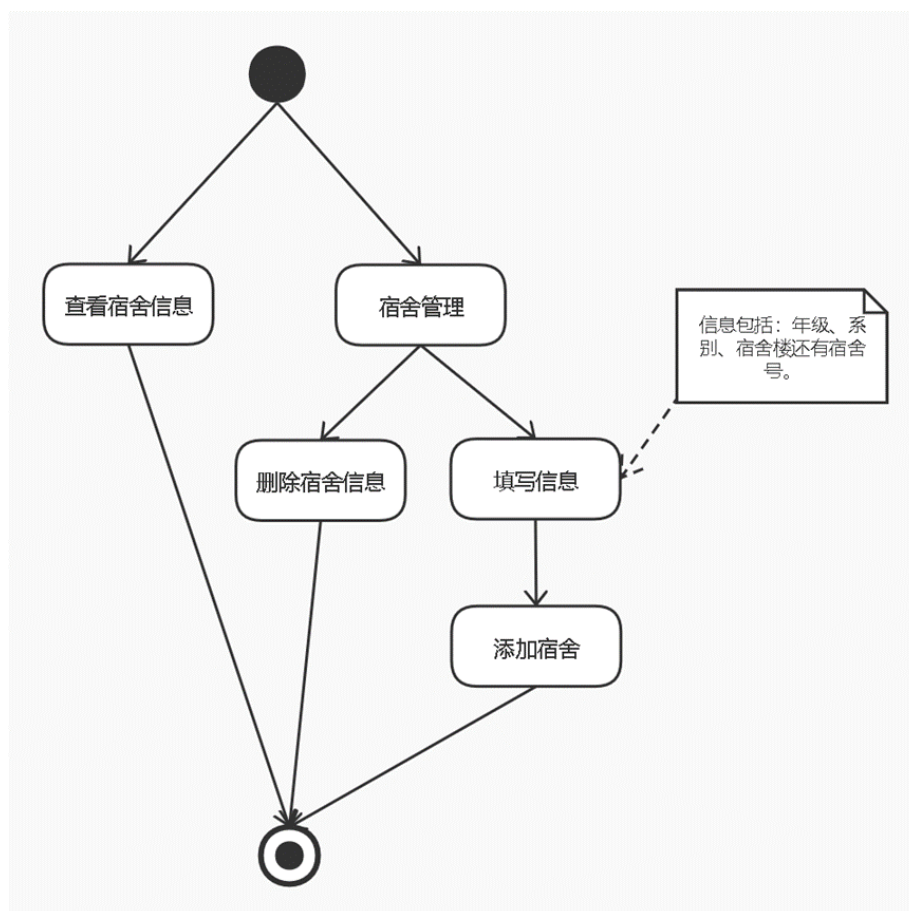 查看宿舍信息
宿舍管理
信息包括：年级、系
别、宿舍楼还有宿舍
号。
删除宿舍信息
填写信息
添加宿舍